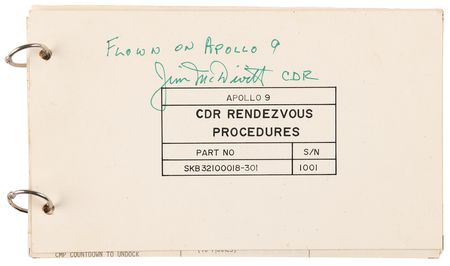 Flown on Apollo 9
Jim McDivitt CDR
APOLLO 9
CDR RENDEZVOUS
PROCEDURES
PART NO S/N
SKB32100018-301 1001
CMP COUNTDOWN TO UNDOCK